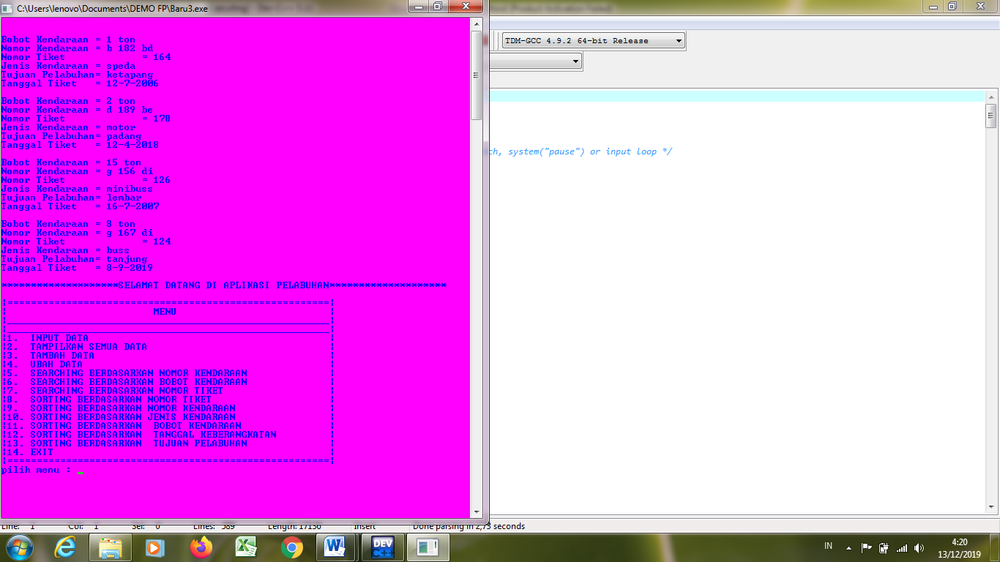 C:\Users\lenovo\Documents\DEMO FP\Baru3.exe
Bobot Kendaraan = 1 ton
Nomor Kendaraan = b 182 bd
Nomor Tiket = 164
Jenis Kendaraan = speda
Tujuan Pelabuhan= ketapang
Tanggal Tiket = 12-7-2006
Bobot Kendaraan = 2 ton
Nomor Kendaraan = d 189 be
Nomor Tiket = 178
Jenis Kendaraan = motor
Tujuan Pelabuhan= padang
Tanggal Tiket = 12-4-2018
Bobot Kendaraan = 15 ton
Nomor Kendaraan = g 156 di
Nomor Tiket = 126
Jenis Kendaraan = minibuss
Tujuan Pelabuhan= lembar
Tanggal Tiket = 16-7-2007
Bobot Kendaraan = 8 ton
Nomor Kendaraan = g 167 di
Nomor Tiket = 124
Jenis Kendaraan = buss
Tujuan Pelabuhan= tanjung
Tanggal Tiket = 8-9-2019
********************SELAMAT DATANG DI APLIKASI PELABUHAN********************
MENU
1. INPUT DATA
2. TAMPILKAN SEMUA DATA
3. TAMBAH DATA
4. UBAH DATA
5. SEARCHING BERDASARKAN NOMOR KENDARAAN
6. SEARCHING BERDASARKAN BOBOT KENDARAAN
7. SEARCHING BERDASARKAN NOMOR TIKET
8. SORTING BERDASARKAN NOMOR TIKET
9. SORTING BERDASARKAN NOMOR KENDARAAN
10. SORTING BERDASARKAN JENIS KENDARAAN
11. SORTING BERDASARKAN BOBOT KENDARAAN
12. SORTING BERDASARKAN TANGGAL KEBERANGKATAN
13. SORTING BERDASARKAN TUJUAN PELABUHAN
14. EXIT
pilih menu : _
TDM-GCC 4.9.2 64-bit Release
ch, system("pause") or input loop */
Line: 1 Col: 1 Sel: 0 Lines: 589 Length: 17158 Insert Done parsing in 2,73 seconds
DEV C++
IN
4:20
13/12/2019